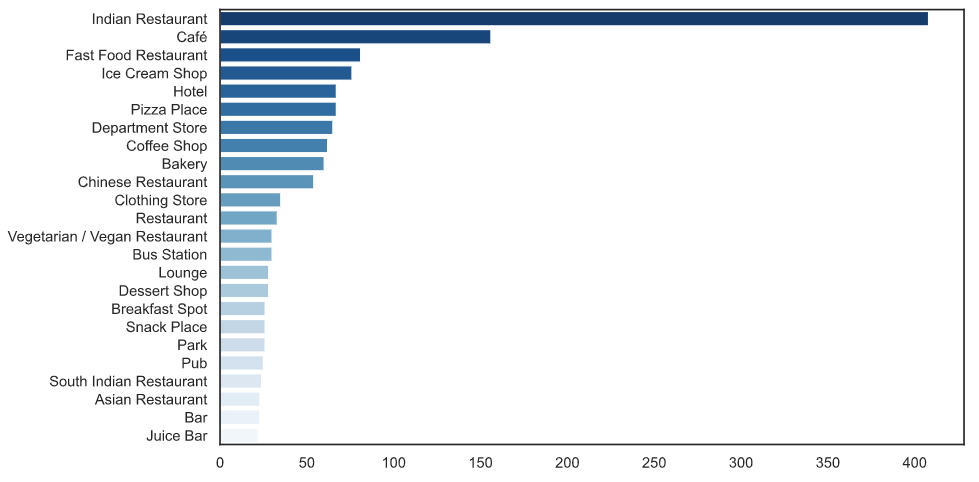 Indian Restaurant
Café
Fast Food Restaurant
Ice Cream Shop
Hotel
Pizza Place
Department Store
Coffee Shop
Bakery
Chinese Restaurant
Clothing Store
Restaurant
Vegetarian / Vegan Restaurant
Bus Station
Lounge
Dessert Shop
Breakfast Spot
Snack Place
Park
Pub
South Indian Restaurant
Asian Restaurant
Bar
Juice Bar
0 50 100 150 200 250 300 350 400